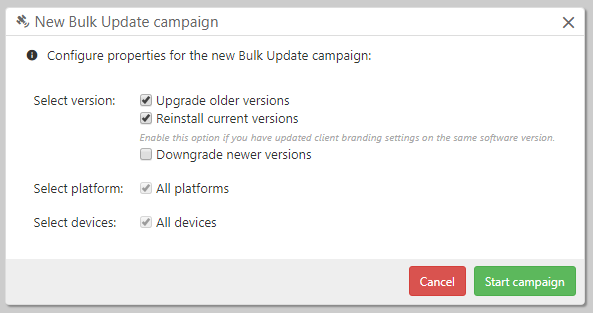 New Bulk Update campaign
Configure properties for the new Bulk Update campaign:
Select version: Upgrade older versions
Reinstall current versions
Enable this option if you have updated client branding settings on the same software version.
Downgrade newer versions
Select platform: All platforms
Select devices: All devices
Cancel Start campaign